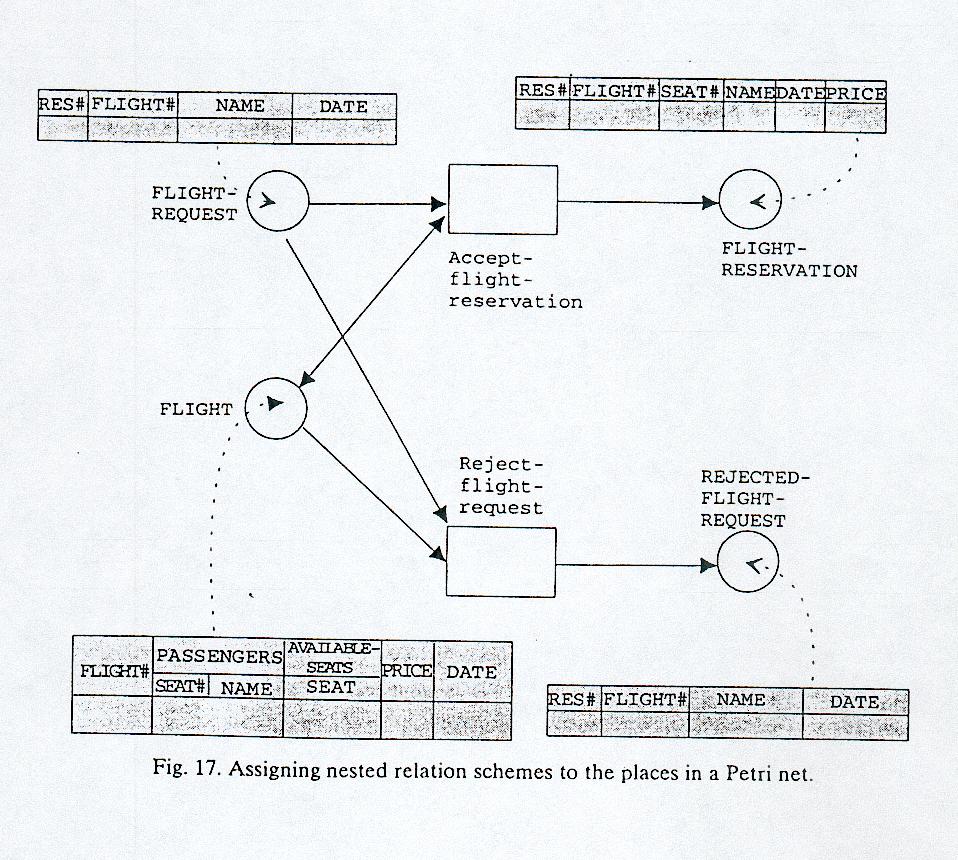 RES# FLIGHT# NAME DATE
RES# FLIGHT# SEAT# NAME DATE PRICE
FLIGHT-
REQUEST
Accept-
flight-
reservation
FLIGHT-
RESERVATION
FLIGHT
Reject-
flight-
request
REJECTED-
FLIGHT-
REQUEST
FLIGHT# PASSENGERS AVAILABLE-
SEATS PRICE DATE
SEAT# NAME SEAT
RES# FLIGHT# NAME DATE
Fig. 17. Assigning nested relation schemes to the places in a Petri net.